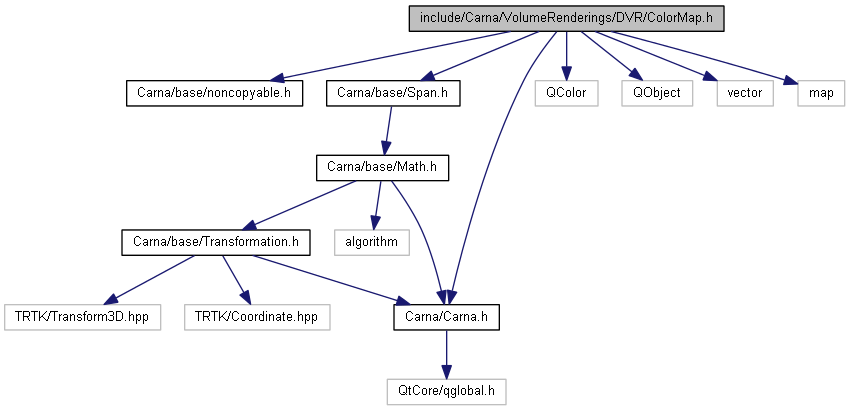 include/Carna/VolumeRenderings/DVR/ColorMap.h
Carna/base/noncopyable.h
Carna/base/Span.h
QColor
QObject
vector
map
Carna/base/Math.h
Carna/base/Transformation.h
algorithm
TRTK/Transform3D.hpp
TRTK/Coordinate.hpp
Carna/Carna.h
QtCore/qglobal.h